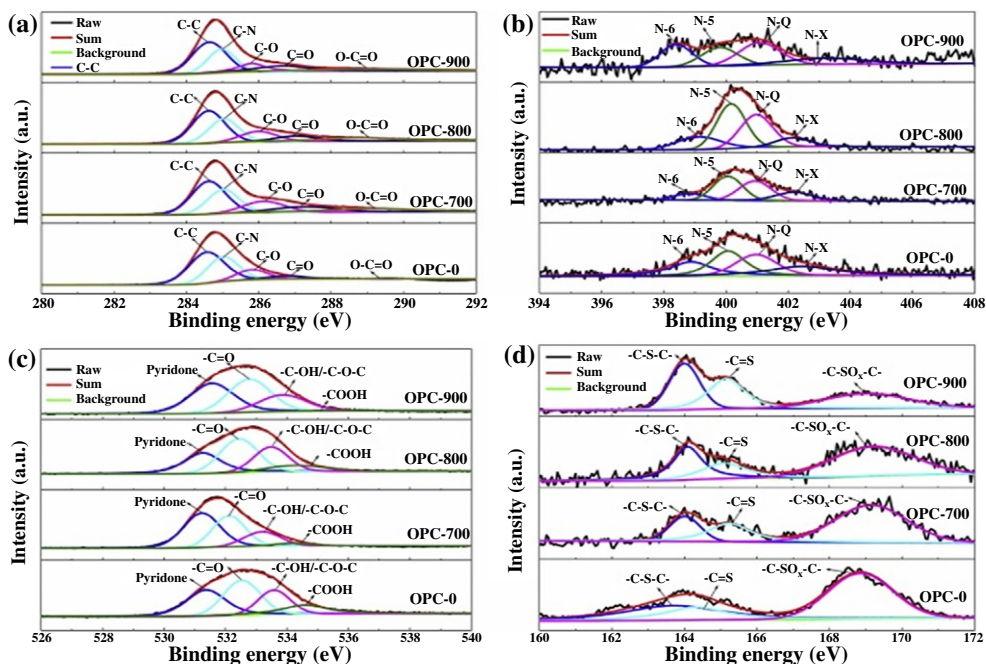 (a)
Raw
Sum
Background
C-C
Intensity (a.u.)
C-C
C-N
C-O
C=O
O-C=O
OPC-900
C-C
C-N
C-O
C=O
O-C=O
OPC-800
C-C
C-N
C-O
C=O
O-C=O
OPC-700
C-C
C-N
C-O
C=O
O-C=O
OPC-0
280 282 284 286 288 290 292
Binding energy (eV)
(b)
Raw
Sum
Background
Intensity (a.u.)
N-6
N-5
N-Q
N-X
OPC-900
N-6
N-5
N-Q
N-X
OPC-800
N-6
N-5
N-Q
N-X
OPC-700
N-6
N-5
N-Q
N-X
OPC-0
394 396 398 400 402 404 406 408
Binding energy (eV)
(c)
Raw
Sum
Background
Intensity (a.u.)
Pyridone
-C=O
-C-OH/-C-O-C
-COOH
OPC-900
Pyridone
-C=O
-C-OH/-C-O-C
-COOH
OPC-800
Pyridone
-C=O
-C-OH/-C-O-C
-COOH
OPC-700
Pyridone
-C=O
-C-OH/-C-O-C
-COOH
OPC-0
526 528 530 532 534 536 538 540
Binding energy (eV)
(d)
Raw
Sum
Background
Intensity (a.u.)
-C-S-C-
-C=S
-C-SOx-C-
OPC-900
-C-S-C-
-C=S
-C-SOx-C-
OPC-800
-C-S-C-
-C=S
-C-SOx-C-
OPC-700
-C-S-C-
-C=S
-C-SOx-C-
OPC-0
160 162 164 166 168 170 172
Binding energy (eV)